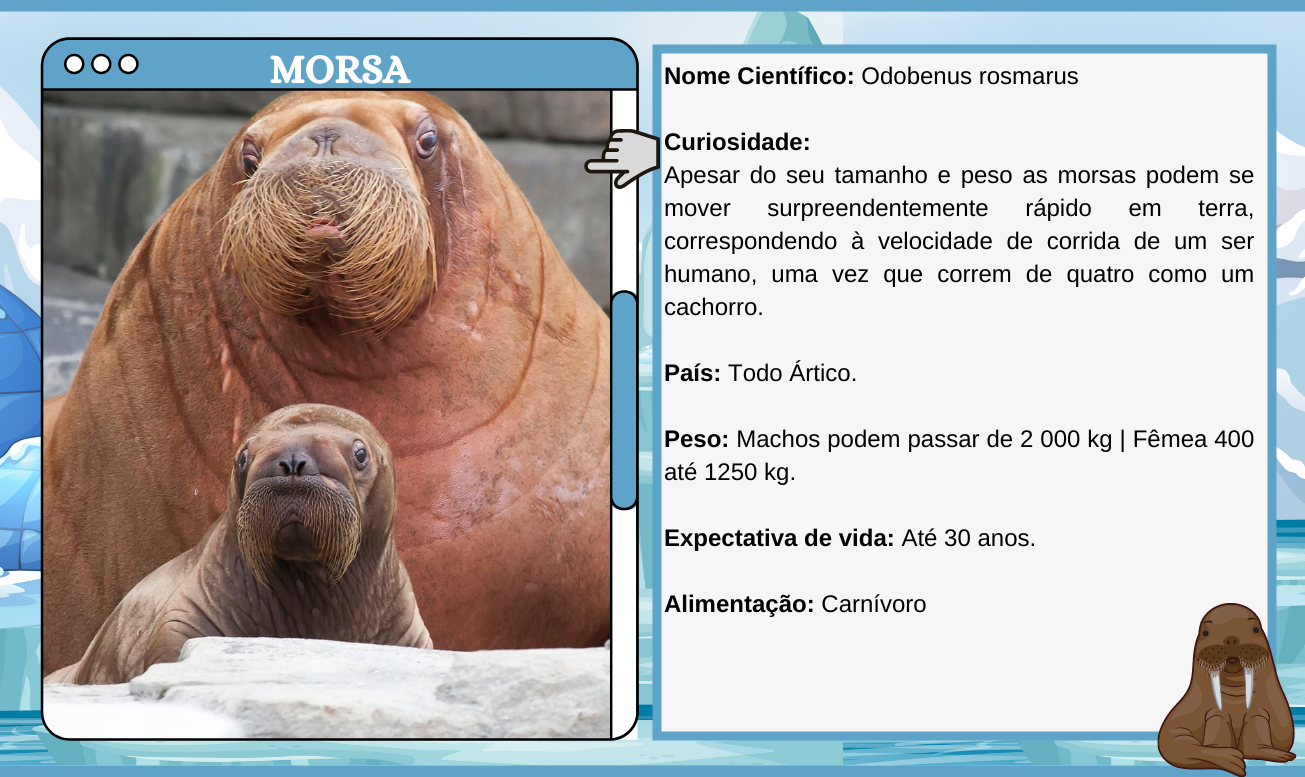 MORSA
Nome Científico: Odobenus rosmarus
Curiosidade:
Apesar do seu tamanho e peso as morsas podem se
mover surpreendentemente rápido em terra,
correspondendo à velocidade de corrida de um ser
humano, uma vez que correm de quatro como um
cachorro.
País: Todo Ártico.
Peso: Machos podem passar de 2 000 kg | Fêmea 400
até 1250 kg.
Expectativa de vida: Até 30 anos.
Alimentação: Carnívoro